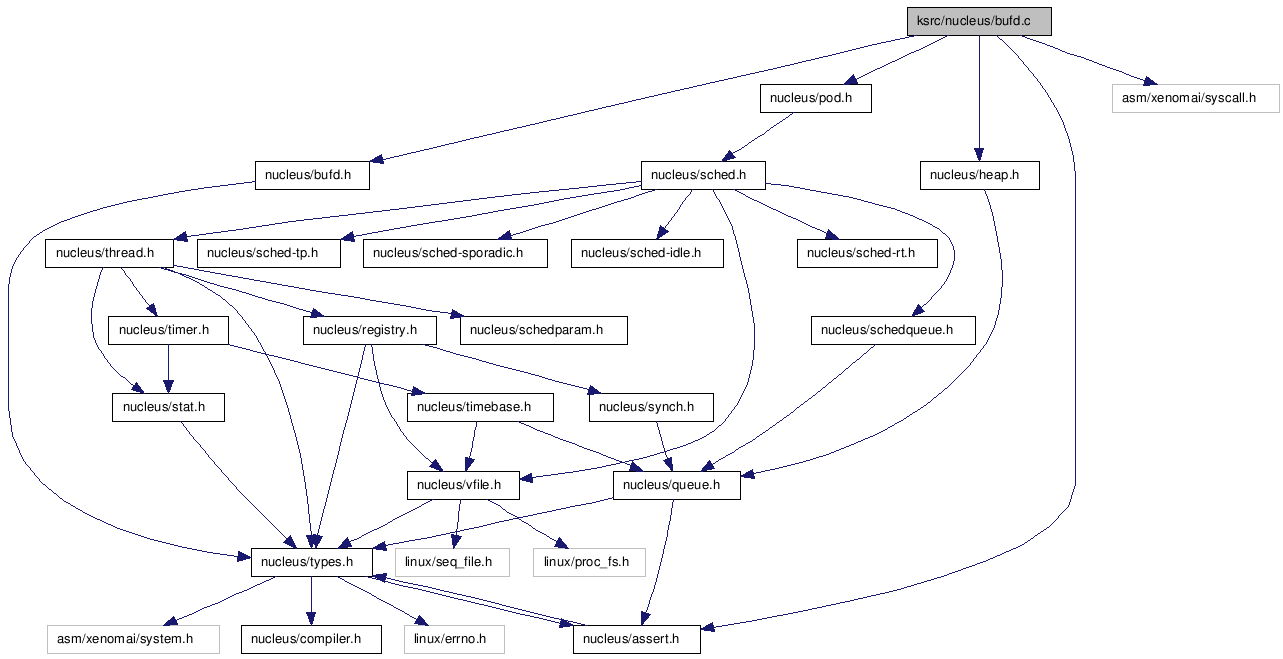 ksrc/nucleus/bufd.c
nucleus/pod.h
asm/xenomai/syscall.h
nucleus/bufd.h
nucleus/sched.h
nucleus/heap.h
nucleus/thread.h
nucleus/sched-tp.h
nucleus/sched-sporadic.h
nucleus/sched-idle.h
nucleus/sched-rt.h
nucleus/timer.h
nucleus/registry.h
nucleus/schedparam.h
nucleus/schedqueue.h
nucleus/stat.h
nucleus/timebase.h
nucleus/synch.h
nucleus/vfile.h
nucleus/queue.h
nucleus/types.h
linux/seq_file.h
linux/proc_fs.h
asm/xenomai/system.h
nucleus/compiler.h
linux/errno.h
nucleus/assert.h